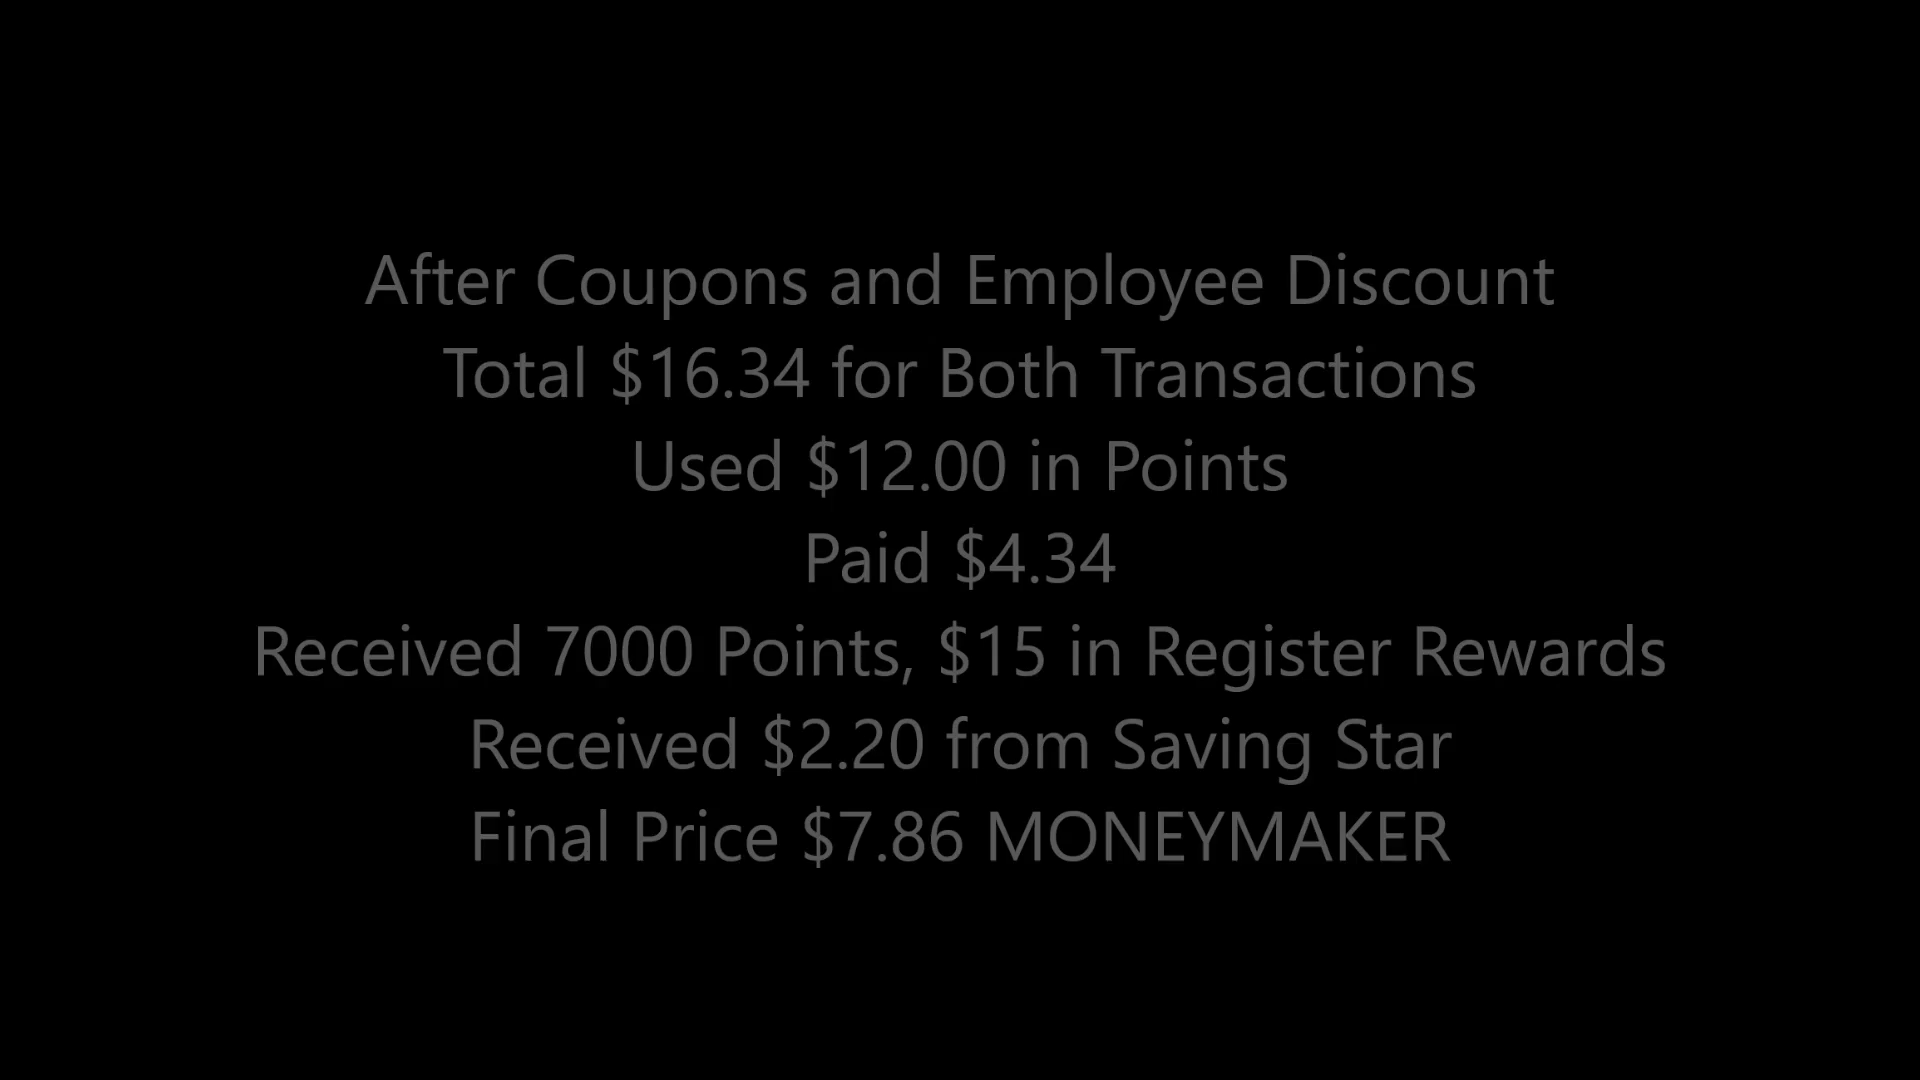 After Coupons and Employee Discount
Total $16.34 for Both Transactions
Used $12.00 in Points
Paid $4.34
Received 7000 Points, $15 in Register Rewards
Received $2.20 from Saving Star
Final Price $7.86 MONEYMAKER